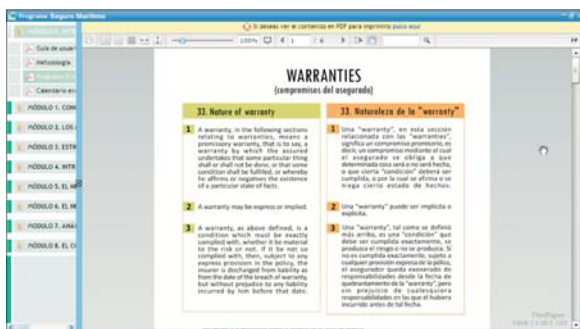 Programa Seguro Marítimo
Si deseas ver el contenido en PDF para imprimirlo pulsa aquí
100%
1
/ 6
Guía de usuar
Metodología
Programa
Calendario
MÓDULO 1. CON
MÓDULO 2. LOS
MÓDULO 3. ESTR
MÓDULO 4. INTR
MÓDULO 5. EL
MÓDULO 6. EL
MÓDULO 7. ANÁ
MÓDULO 8. EL C
WARRANTIES
(compromisos del asegurado)
33. Nature of warranty
1 A warranty, in the following sections
relating to warranties, means a
promissory warranty, that is to say, a
warranty by which the assured
undertakes that some particular thing
shall or shall not be done, or that some
condition shall be fulfilled, or whereby
he affirms or negatives the existence
of a particular state of facts.
2 A warranty may be express or implied.
3 A warranty, as above defined, is a
condition which must be exactly
complied with, whether it be material
to the risk or not. If it be not so
complied with, then, subject to any
express provision in the policy, the
insurer is discharged from liability as
from the date of the breach of warranty,
but without prejudice to any liability
incurred by him before that date.
33. Naturaleza de la "warranty"
1 Una "warranty", en esta sección
relacionada con las "warranties",
significa un compromiso promisorio, es
decir, un compromiso mediante el cual
el asegurado se obliga a que
determinada cosa será o no será hecha,
o que cierta "condición" deberá ser
cumplida, o por la cual se afirma o se
niega cierto estado de hechos.
2 Una "warranty" puede ser implícita o
explícita.
3 Una "warranty", tal como se definió
más arriba, es una "condición" que
debe ser cumplida exactamente, se
produzca el riesgo o no se produzca. Si
no es cumplida exactamente, sujeto a
cualquier provisión expresa de la póliza,
el asegurador queda exonerado de
responsabilidades desde la fecha de
quebrantamiento de la "warranty", pero
sin prejuicio de cualesquiera
responsabilidades en las que él hubiera
incurrido antes de tal fecha.
FlexPaper